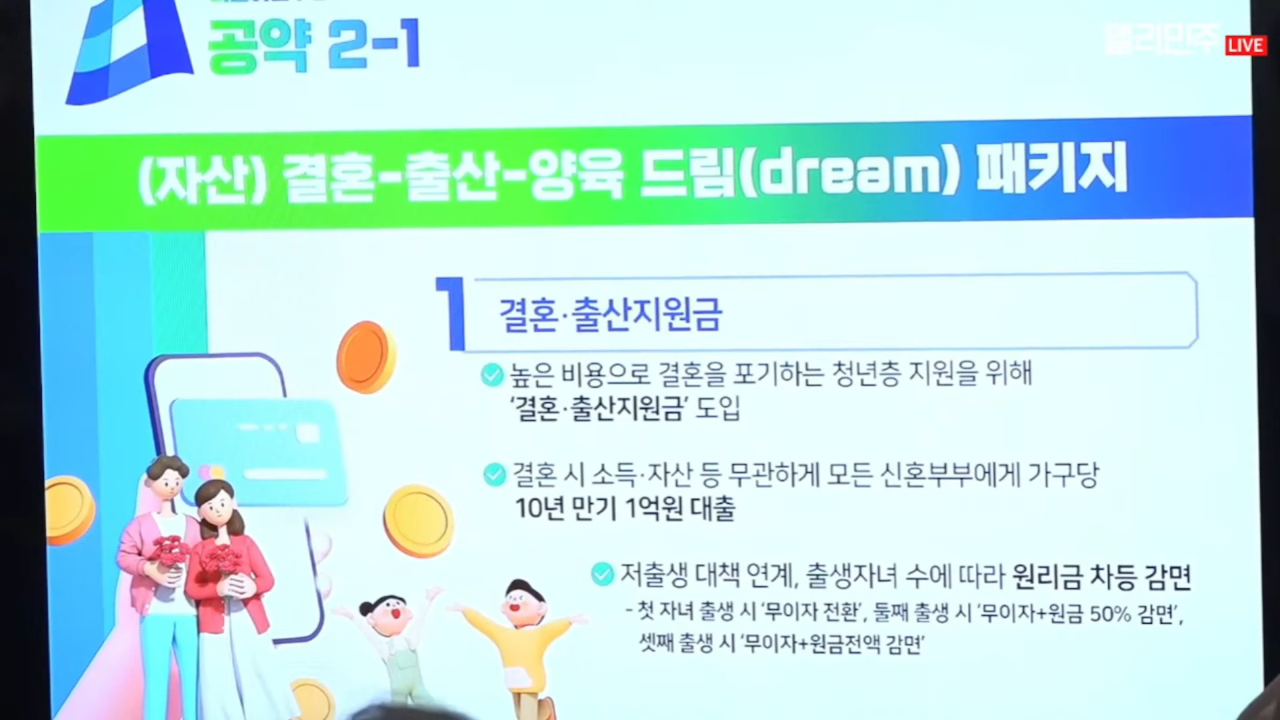 공약 2-1
델리민주
LIVE
(자산) 결혼-출산-양육 드림(dream) 패키지
1
결혼·출산지원금
높은 비용으로 결혼을 포기하는 청년층 지원을 위해
‘결혼·출산지원금’ 도입
결혼 시 소득·자산 등 무관하게 모든 신혼부부에게 가구당
10년 만기 1억원 대출
저출생 대책 연계, 출생자녀 수에 따라 원리금 차등 감면
- 첫 자녀 출생 시 ‘무이자 전환’, 둘째 출생 시 ‘무이자+원금 50% 감면’,
셋째 출생 시 ‘무이자+원금전액 감면’